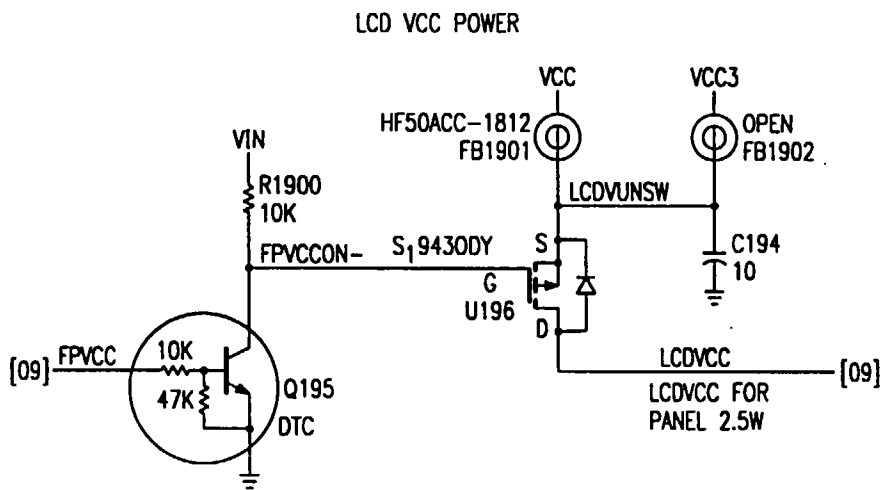 LCD VCC POWER
VCC
VCC3
HF50ACC-1812
FB1901
OPEN
FB1902
VIN
R1900
10K
LCDVUNSW
FPVCCON-
S19430DY
S
G
U196
D
C194
10
[09]
FPVCC
10K
47K
Q195
DTC
LCDVCC
[09]
LCDVCC FOR
PANEL 2.5W